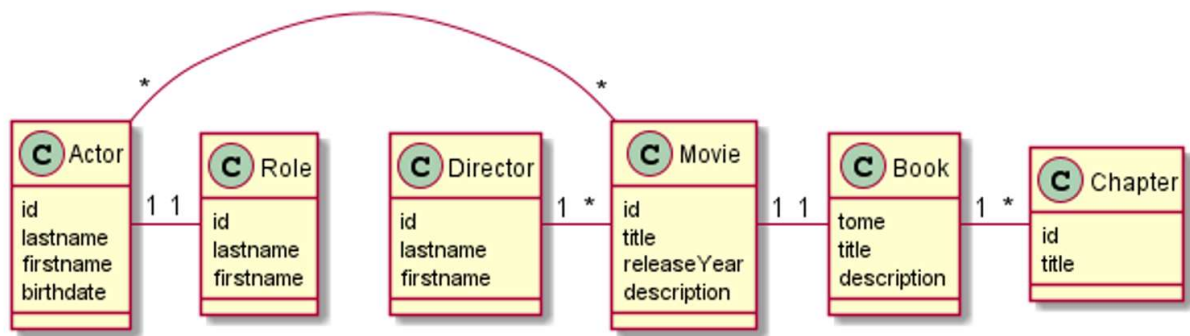 * *
C Actor
id
lastname
firstname
birthdate
1 1
C Role
id
lastname
firstname
C Director
id
lastname
firstname
1 *
C Movie
id
title
releaseYear
description
1 1
C Book
tome
title
description
1 *
C Chapter
id
title